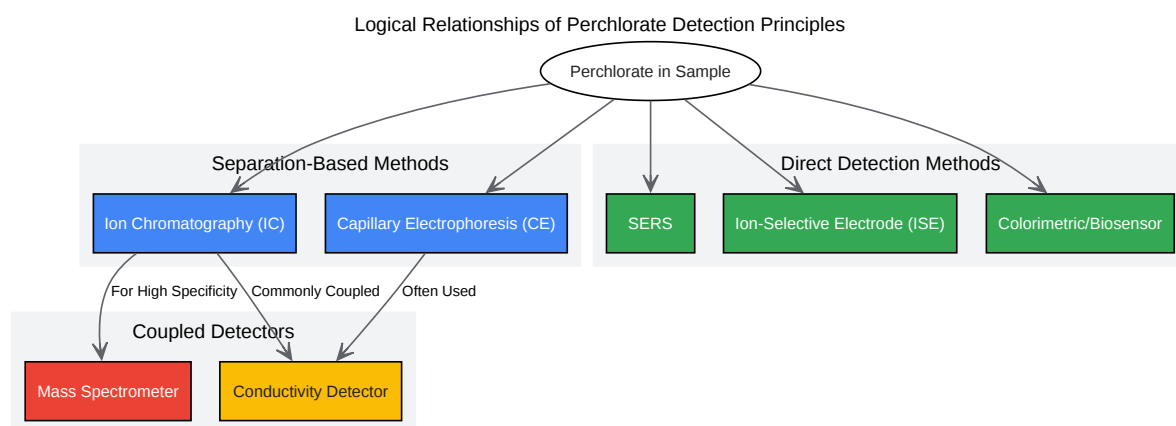 Logical Relationships of Perchlorate Detection Principles
Perchlorate in Sample
Separation-Based Methods
Direct Detection Methods
Ion Chromatography (IC)
Capillary Electrophoresis (CE)
SERS
Ion-Selective Electrode (ISE)
Colorimetric/Biosensor
For High Specificity
Commonly Coupled
Often Used
Coupled Detectors
Mass Spectrometer
Conductivity Detector